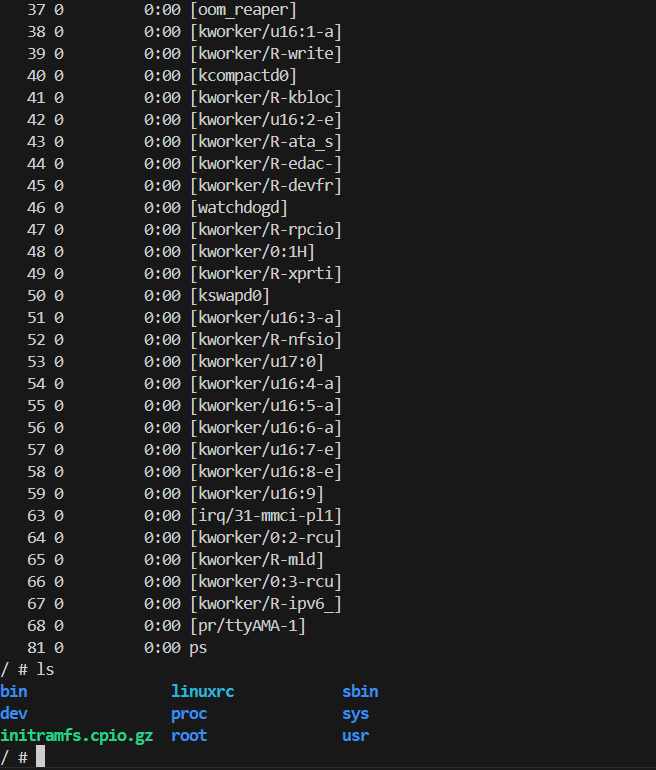 37 0 0:00 [oom_reaper]
38 0 0:00 [kworker/u16:1-a]
39 0 0:00 [kworker/R-write]
40 0 0:00 [kcompactd0]
41 0 0:00 [kworker/R-kbloc]
42 0 0:00 [kworker/u16:2-e]
43 0 0:00 [kworker/R-ata_s]
44 0 0:00 [kworker/R-edac-]
45 0 0:00 [kworker/R-devfr]
46 0 0:00 [watchdogd]
47 0 0:00 [kworker/R-rpcio]
48 0 0:00 [kworker/0:1H]
49 0 0:00 [kworker/R-xprti]
50 0 0:00 [kswapd0]
51 0 0:00 [kworker/u16:3-a]
52 0 0:00 [kworker/R-nfsio]
53 0 0:00 [kworker/u17:0]
54 0 0:00 [kworker/u16:4-a]
55 0 0:00 [kworker/u16:5-a]
56 0 0:00 [kworker/u16:6-a]
57 0 0:00 [kworker/u16:7-e]
58 0 0:00 [kworker/u16:8-e]
59 0 0:00 [kworker/u16:9]
63 0 0:00 [irq/31-mmci-pl1]
64 0 0:00 [kworker/0:2-rcu]
65 0 0:00 [kworker/R-mld]
66 0 0:00 [kworker/0:3-rcu]
67 0 0:00 [kworker/R-ipv6_]
68 0 0:00 [pr/ttyAMA-1]
81 0 0:00 ps
/ # ls
bin linuxrc sbin
dev proc sys
initramfs.cpio.gz root usr
/ #